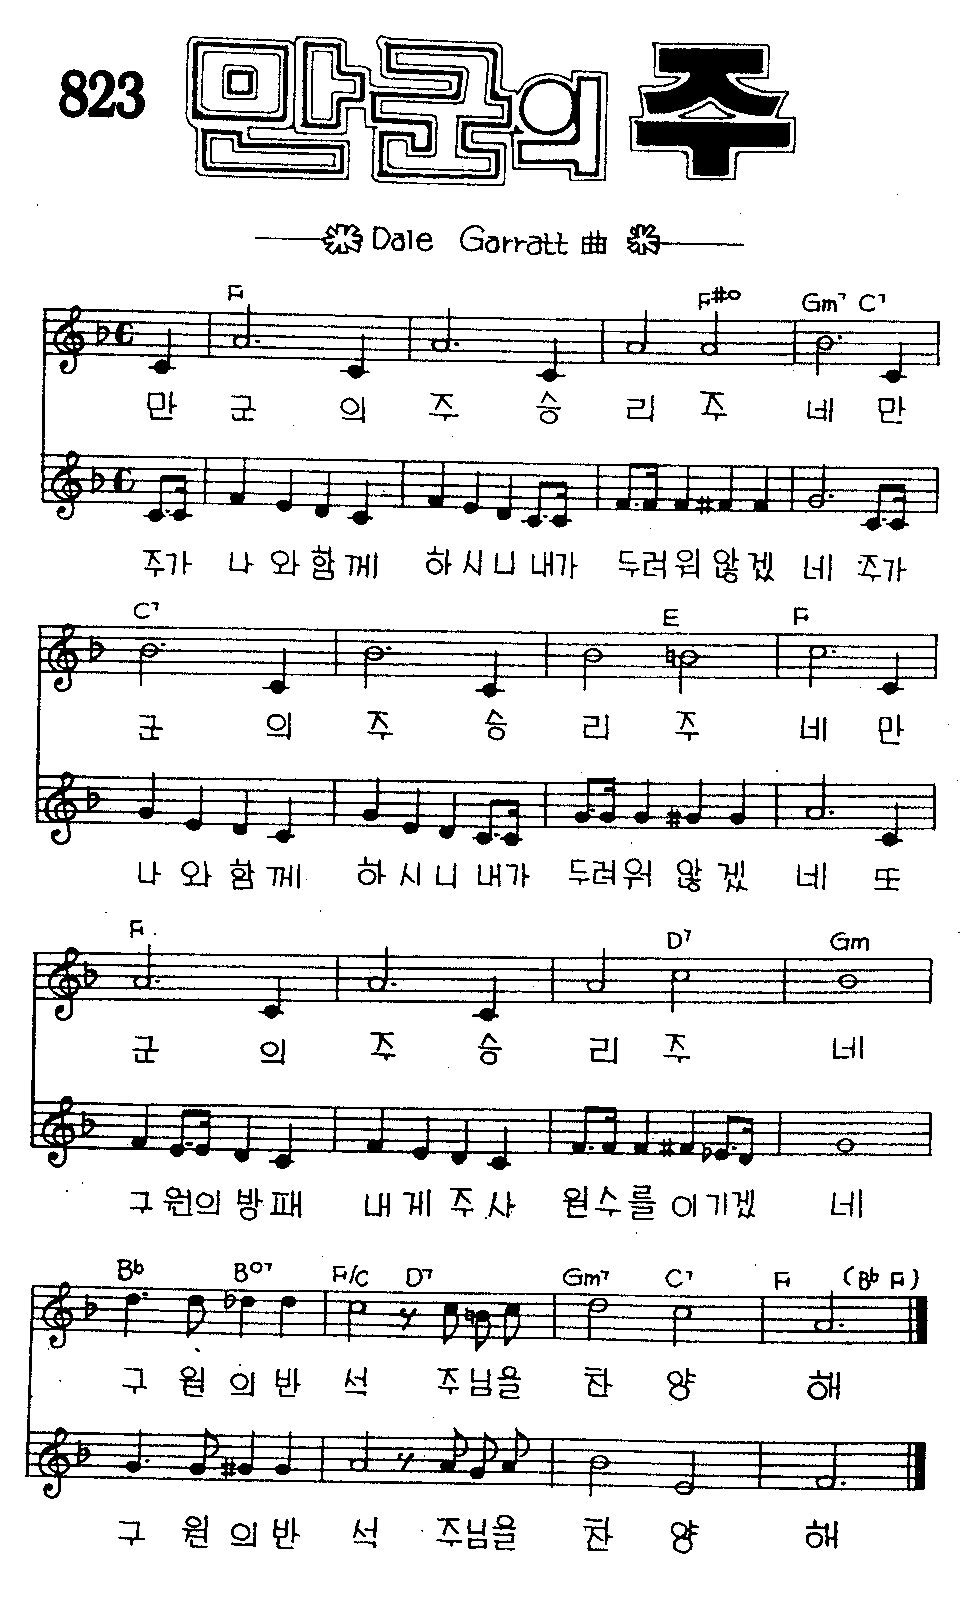 823 만군의 주
Dale Garratt 曲
F F#o Gm7 C7
만 군 의 주 승 리 주 네 만
주가 나 와 함 께 하 시 니 내가 두려워 않겠 네 주가
C7 E F
군 의 주 승 리 주 네 만
나 와 함 께 하 시 니 내가 두려워 않 겠 네 또
F D7 Gm
군 의 주 승 리 주 네
구 원의 방 패 내 게 주 사 원수를 이기겠 네
Bb Bo7 F/C D7 Gm7 C7 F (Bb F)
구 원 의 반 석 주님을 찬 양 해
구 원 의 반 석 주님을 찬 양 해